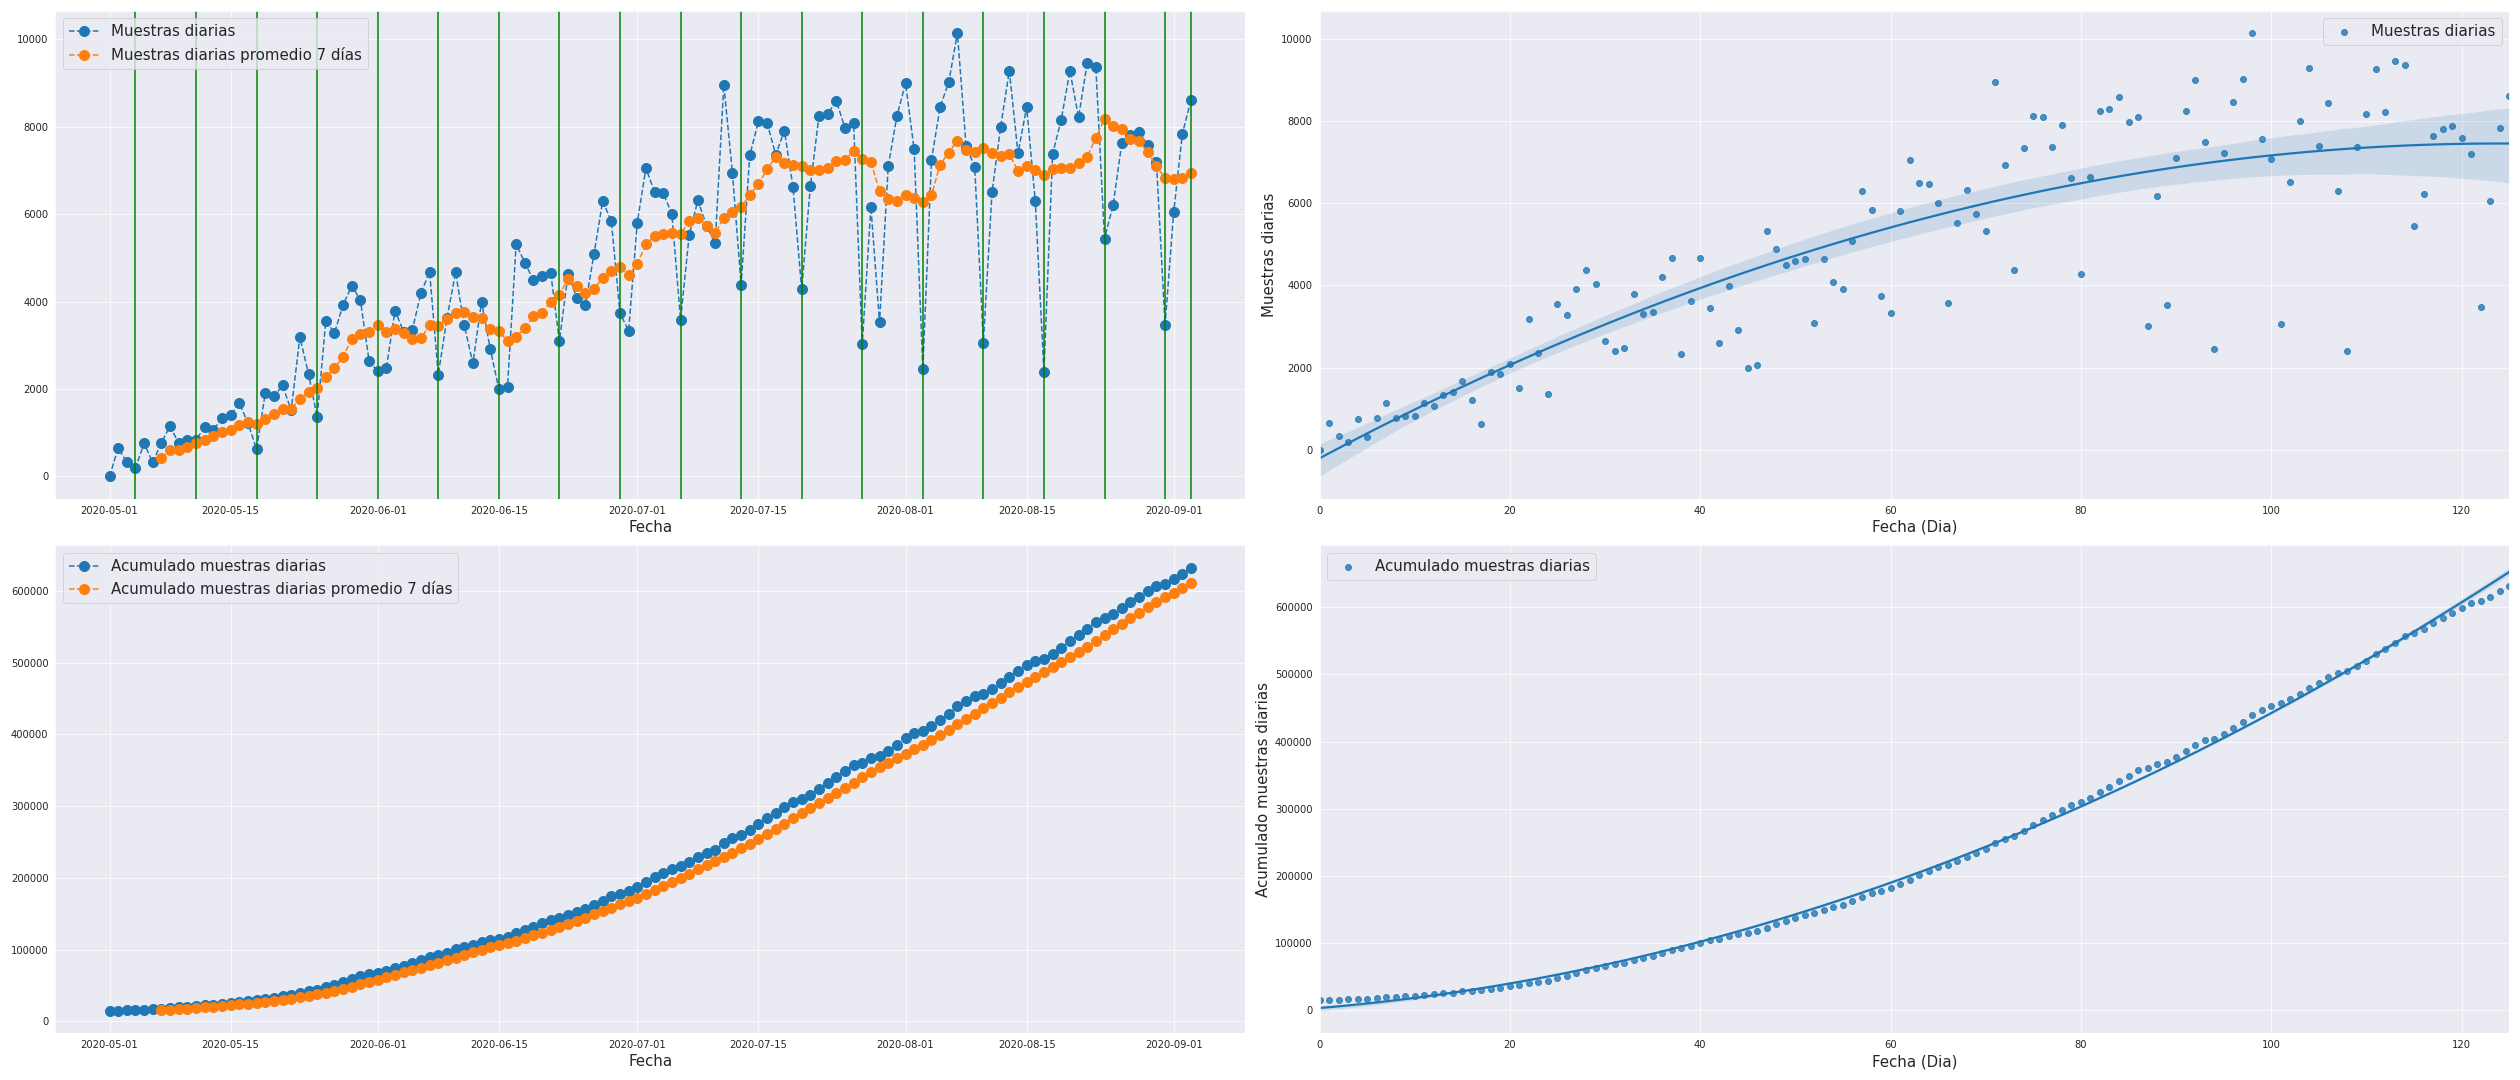 Muestras diarias
Muestras diarias promedio 7 días
10000
8000
6000
4000
2000
0
2020-05-01 2020-05-15 2020-06-01 2020-06-15 2020-07-01 2020-07-15 2020-08-01 2020-08-15 2020-09-01
Fecha
Muestras diarias
Muestras diarias
10000
8000
6000
4000
2000
0
0 20 40 60 80 100 120
Fecha (Dia)
Acumulado muestras diarias
Acumulado muestras diarias promedio 7 días
600000
500000
400000
300000
200000
100000
0
2020-05-01 2020-05-15 2020-06-01 2020-06-15 2020-07-01 2020-07-15 2020-08-01 2020-08-15 2020-09-01
Fecha
Acumulado muestras diarias
Acumulado muestras diarias
600000
500000
400000
300000
200000
100000
0
0 20 40 60 80 100 120
Fecha (Dia)